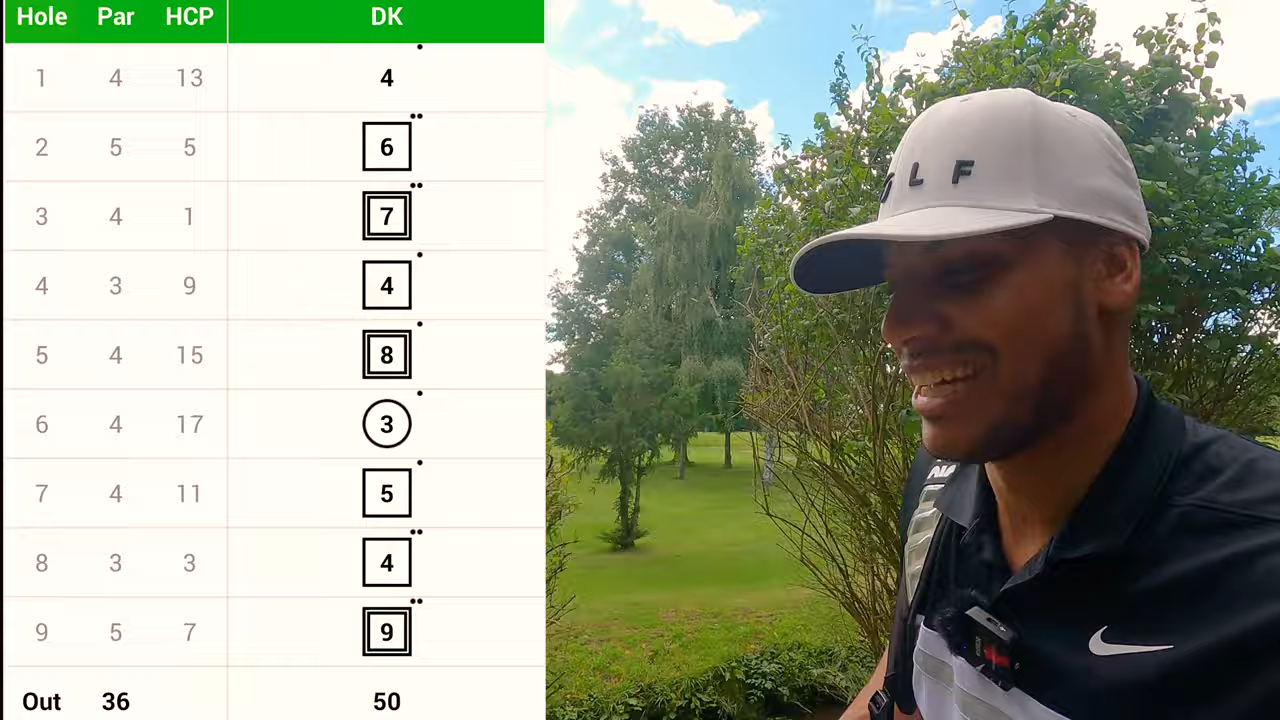 Hole Par HCP DK
1 4 13 4
2 5 5 6
3 4 1 7
4 3 9 4
5 4 15 8
6 4 17 3
7 4 11 5
8 3 3 4
9 5 7 9
Out 36 50
LF